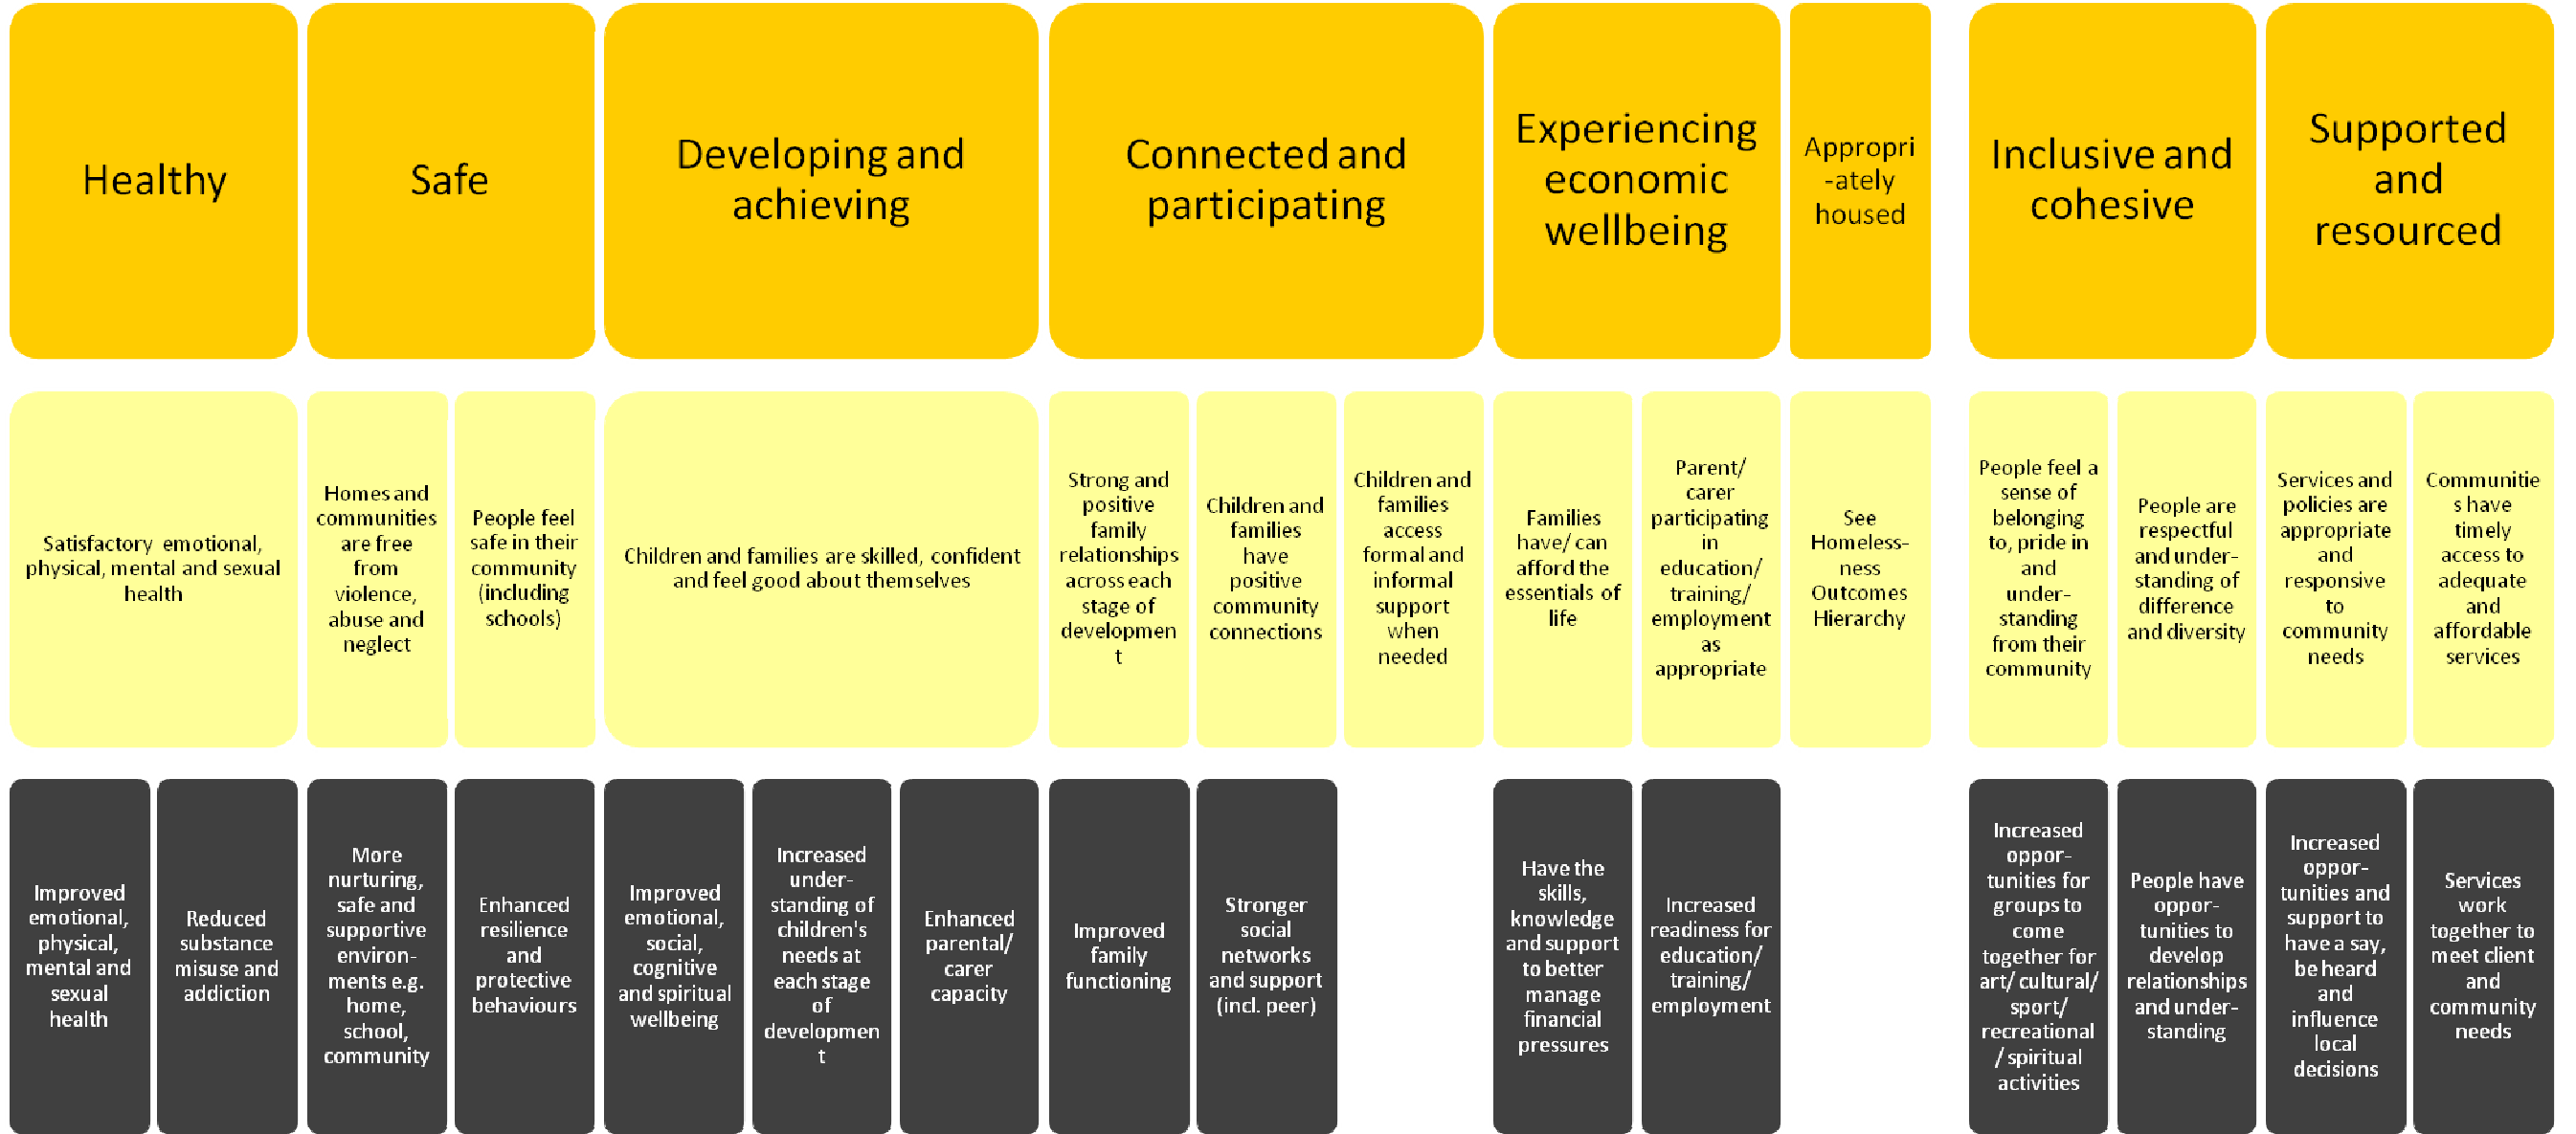 Healthy
Safe
Developing and
achieving
Connected and
participating
Experiencing
economic
wellbeing
Appropri
-ately
housed
Inclusive and
cohesive
Supported
and
resourced
Satisfactory emotional,
physical, mental and sexual
health
Homes and
communities
are free
from
violence,
abuse and
neglect
People feel
safe in their
community
(including
schools)
Children and families are skilled, confident
and feel good about themselves
Strong and
positive
family
relationships
across each
stage of
developmen
t
Children and
families
have
positive
community
connections
Children and
families
access
formal and
informal
support
when
needed
Families
have/ can
afford the
essentials of
life
Parent/
carer
participating
in
education/
training/
employment
as
appropriate
See
Homeless-
ness
Outcomes
Hierarchy
People feel a
sense of
belonging
to, pride in
and
under-
standing
from their
community
People are
respectful
and under-
standing of
difference
and diversity
Services and
policies are
appropriate
and
responsive
to
community
needs
Communitie
s have
timely
access to
adequate
and
affordable
services
Improved
emotional,
physical,
mental and
sexual
health
Reduced
substance
misuse and
addiction
More
nurturing,
safe and
supportive
environ-
ments e.g.
home,
school,
community
Enhanced
resilience
and
protective
behaviours
Improved
emotional,
social,
cognitive
and spiritual
wellbeing
Increased
under-
standing of
children's
needs at
each stage
of
developmen
t
Enhanced
parental/
carer
capacity
Improved
family
functioning
Stronger
social
networks
and support
(incl. peer)
Have the
skills,
knowledge
and support
to better
manage
financial
pressures
Increased
readiness for
education/
training/
employment
Increased
oppor-
tunities for
groups to
come
together for
art/ cultural/
sport/
recreational
/ spiritual
activities
People have
oppor-
tunities to
develop
relationships
and under-
standing
Increased
oppor-
tunities and
support to
have a say,
be heard
and
influence
local
decisions
Services
work
together to
meet client
and
community
needs